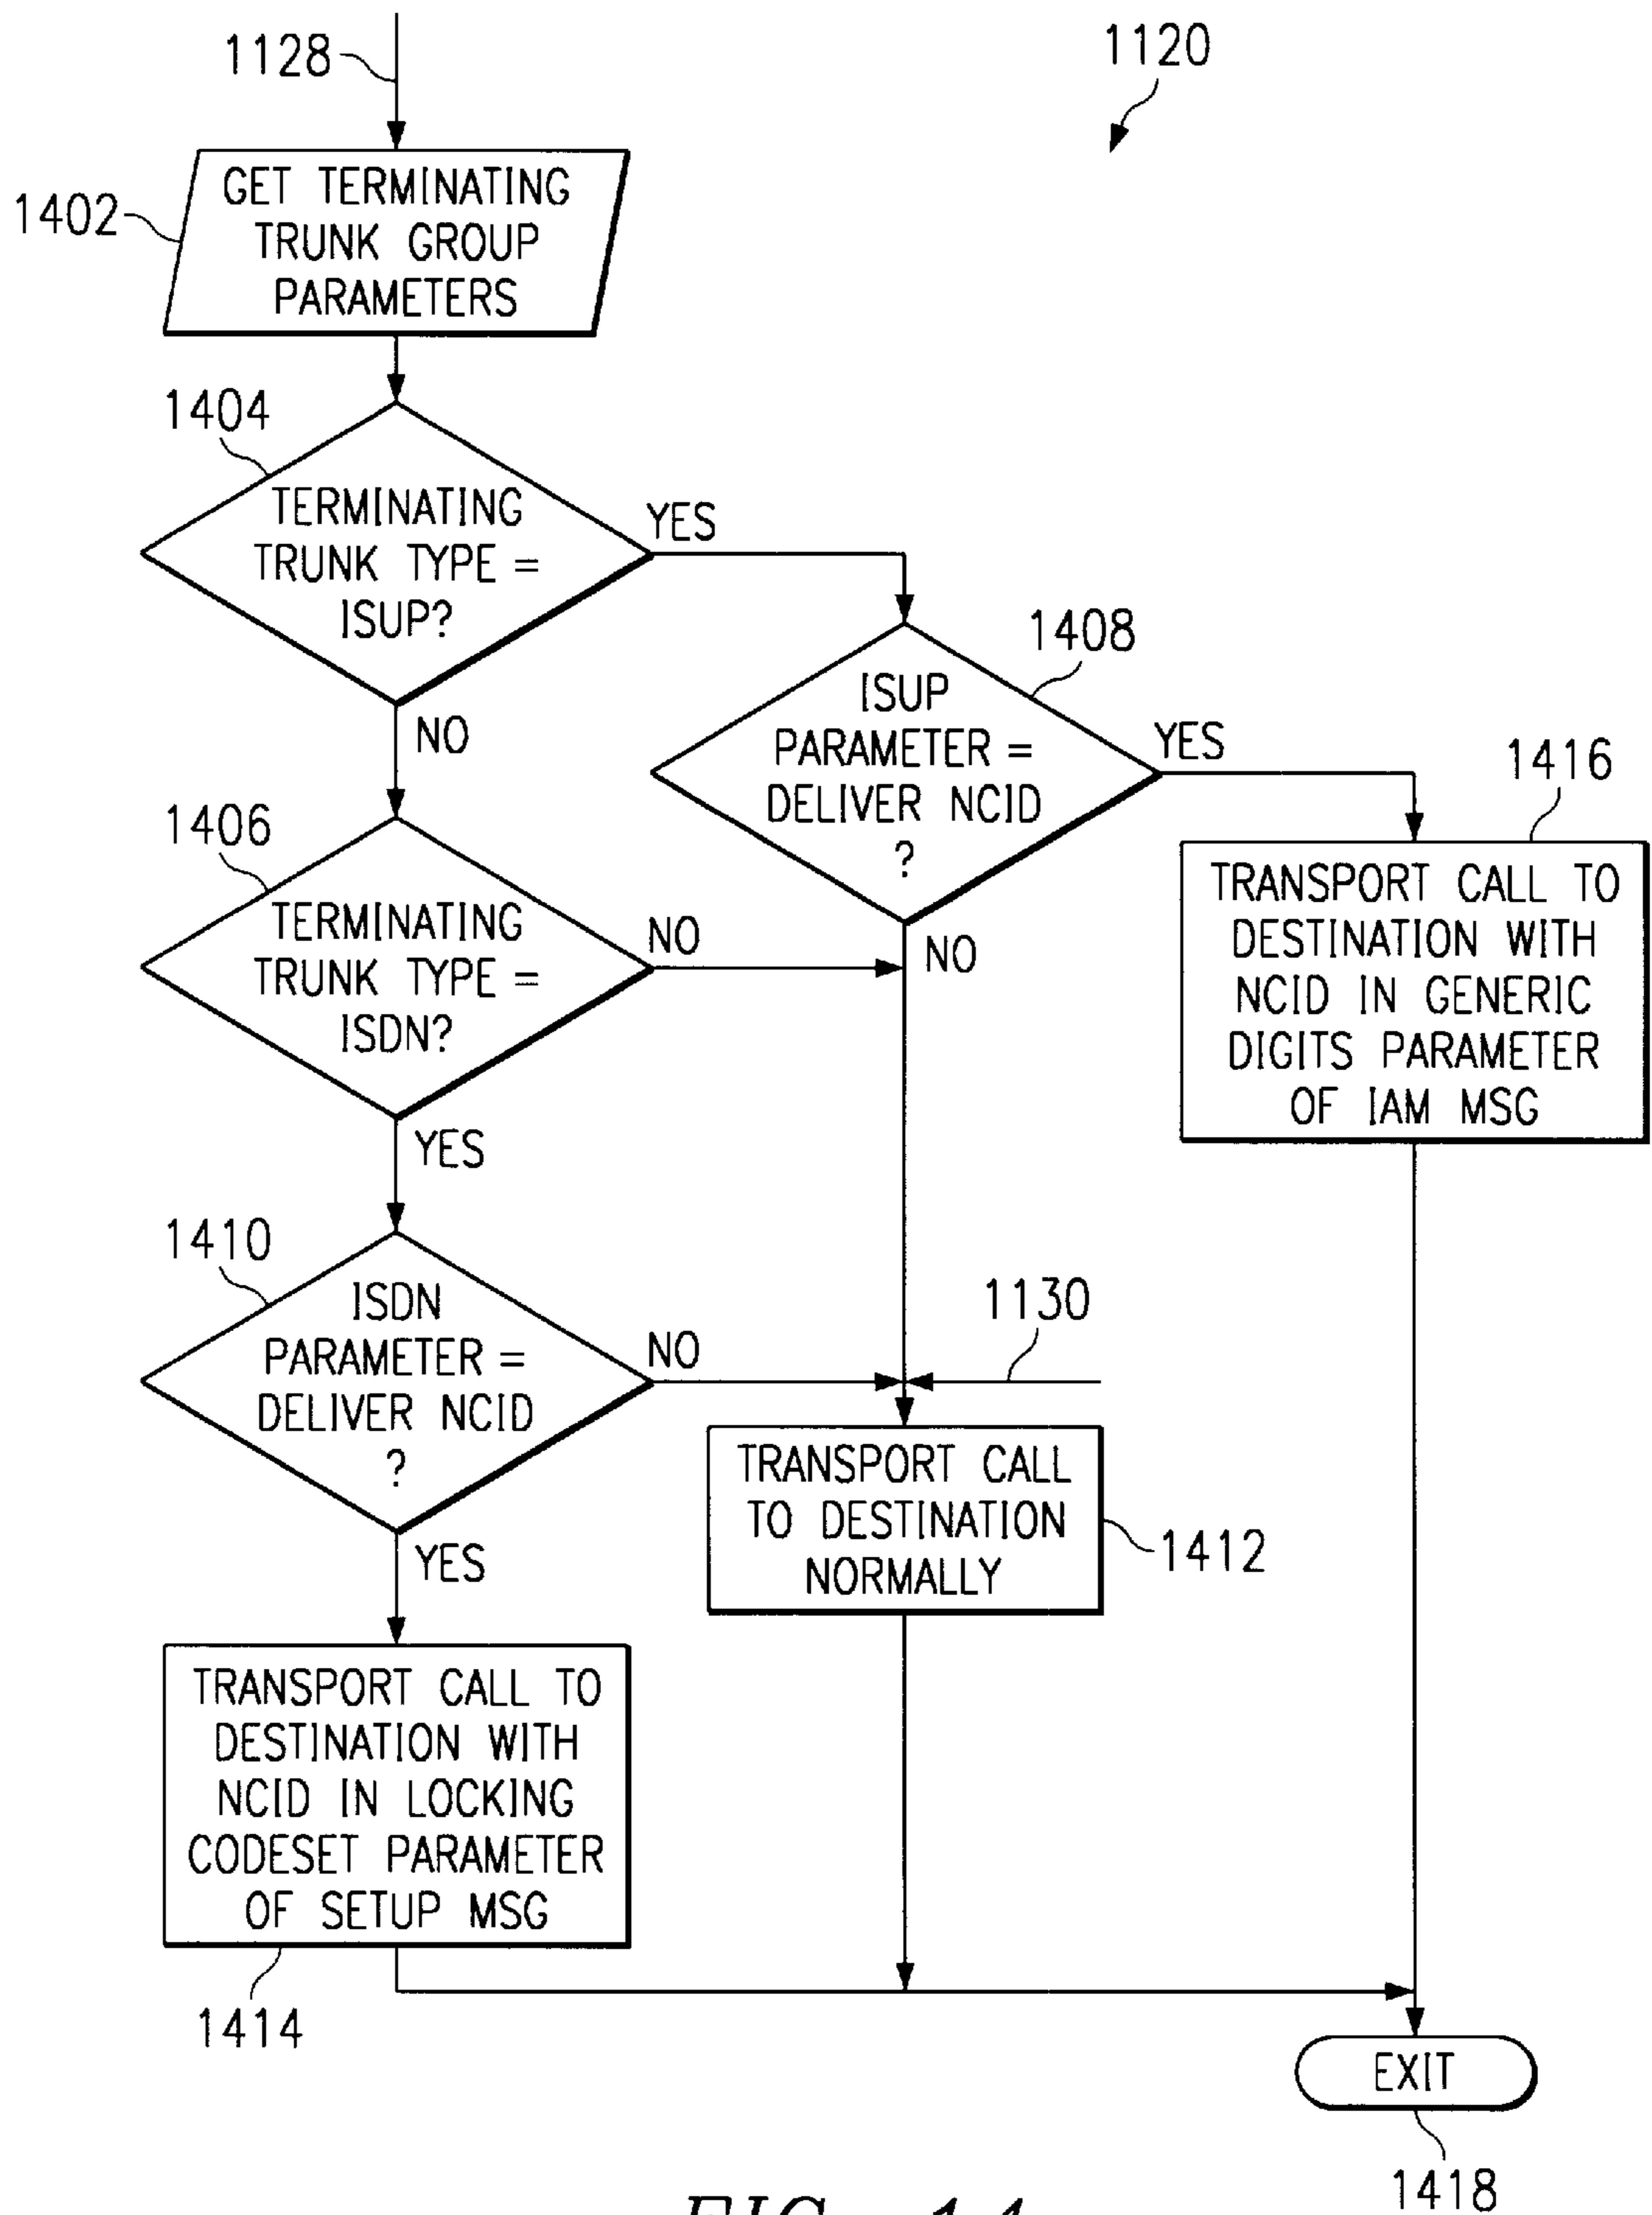 1128
1120
1402
GET TERMINATING
TRUNK GROUP
PARAMETERS
1404
TERMINATING
TRUNK TYPE =
ISUP?
YES
NO
1408
ISUP
PARAMETER =
DELIVER NCID
?
YES
NO
1416
TRANSPORT CALL TO
DESTINATION WITH
NCID IN GENERIC
DIGITS PARAMETER
OF IAM MSG
1406
TERMINATING
TRUNK TYPE =
ISDN?
NO
YES
1410
ISDN
PARAMETER =
DELIVER NCID
?
NO
YES
1130
TRANSPORT CALL
TO DESTINATION
NORMALLY
1412
TRANSPORT CALL TO
DESTINATION WITH
NCID IN LOCKING
CODESET PARAMETER
OF SETUP MSG
1414
EXIT
1418
FIG. 14